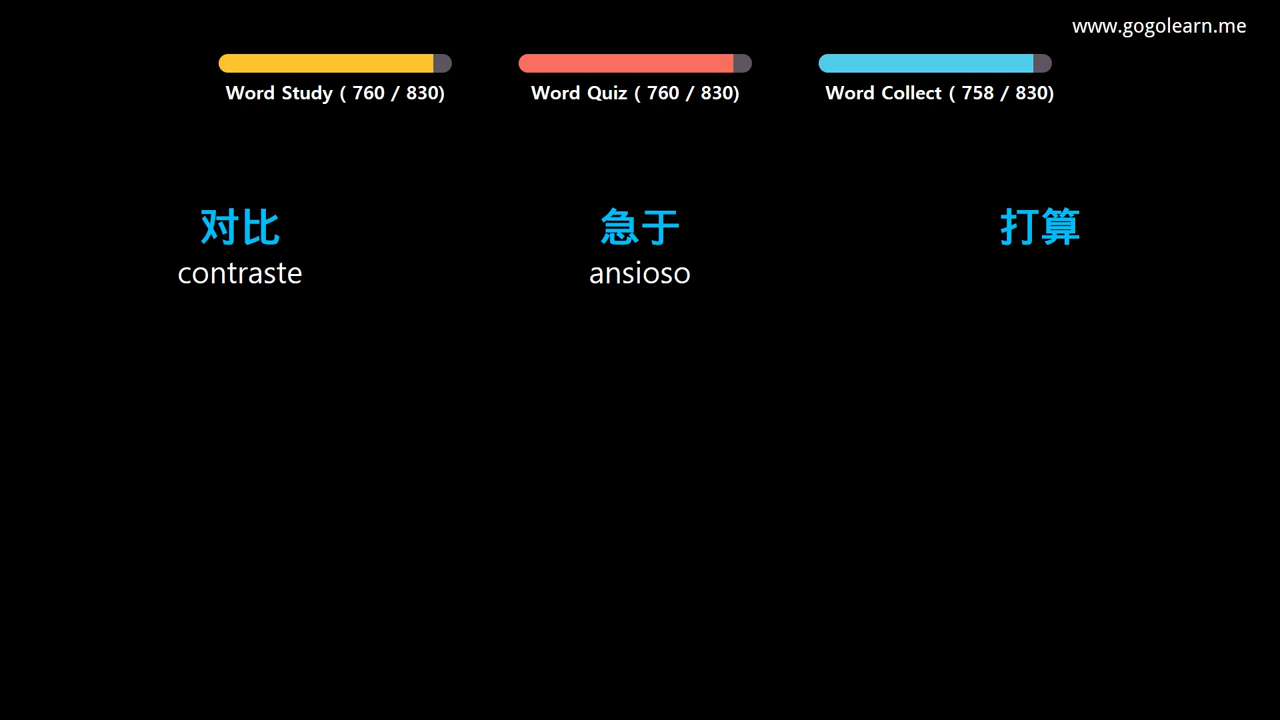 www.gogolearn.me
Word Study ( 760 / 830)
Word Quiz ( 760 / 830)
Word Collect ( 758 / 830)
对比
contraste
急于
ansioso
打算